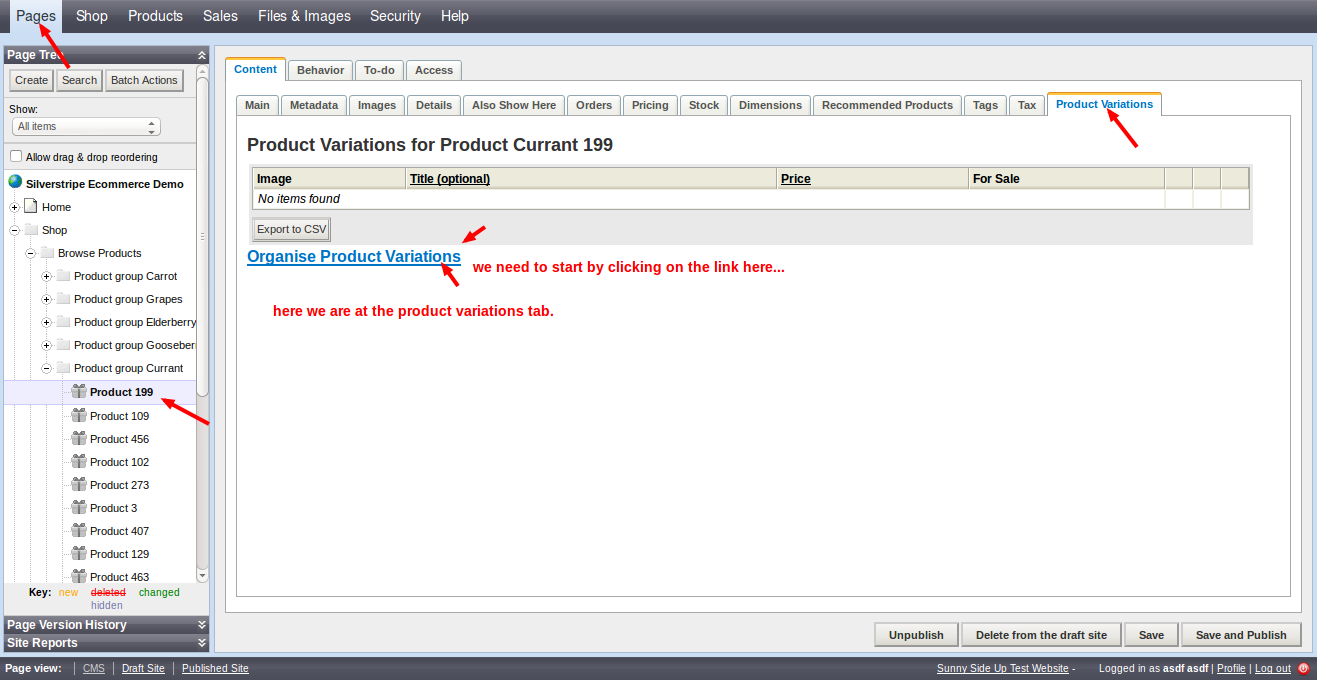 Pages Shop Products Sales Files & Images Security Help
Page Tree
Create Search Batch Actions
Show:
All items
Allow drag & drop reordering
Silverstripe Ecommerce Demo
Home
Shop
Browse Products
Product group Carrot
Product group Grapes
Product group Elderberry
Product group Gooseber
Product group Currant
Product 199
Product 109
Product 456
Product 102
Product 273
Product 3
Product 407
Product 129
Product 463
Key: new deleted changed
hidden
Page Version History
Site Reports
Content Behavior To-do Access
Main Metadata Images Details Also Show Here Orders Pricing Stock Dimensions Recommended Products Tags Tax Product Variations
Product Variations for Product Currant 199
Image Title (optional) Price For Sale
No items found
Export to CSV
Organise Product Variations
we need to start by clicking on the link here...
here we are at the product variations tab.
Unpublish Delete from the draft site Save Save and Publish
Page view: CMS Draft Site Published Site Sunny Side Up Test Website - Logged in as asdf asdf | Profile | Log out